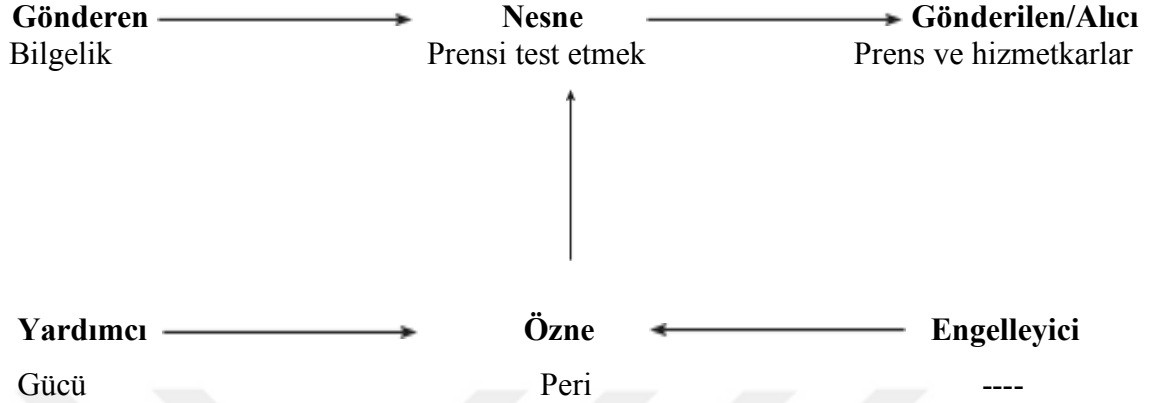 Gönderen Nesne Gönderilen/Alıcı
Bilgelik Prensi test etmek Prens ve hizmetkarlar
Yardımcı Özne Engelleyici
Gücü Peri ----